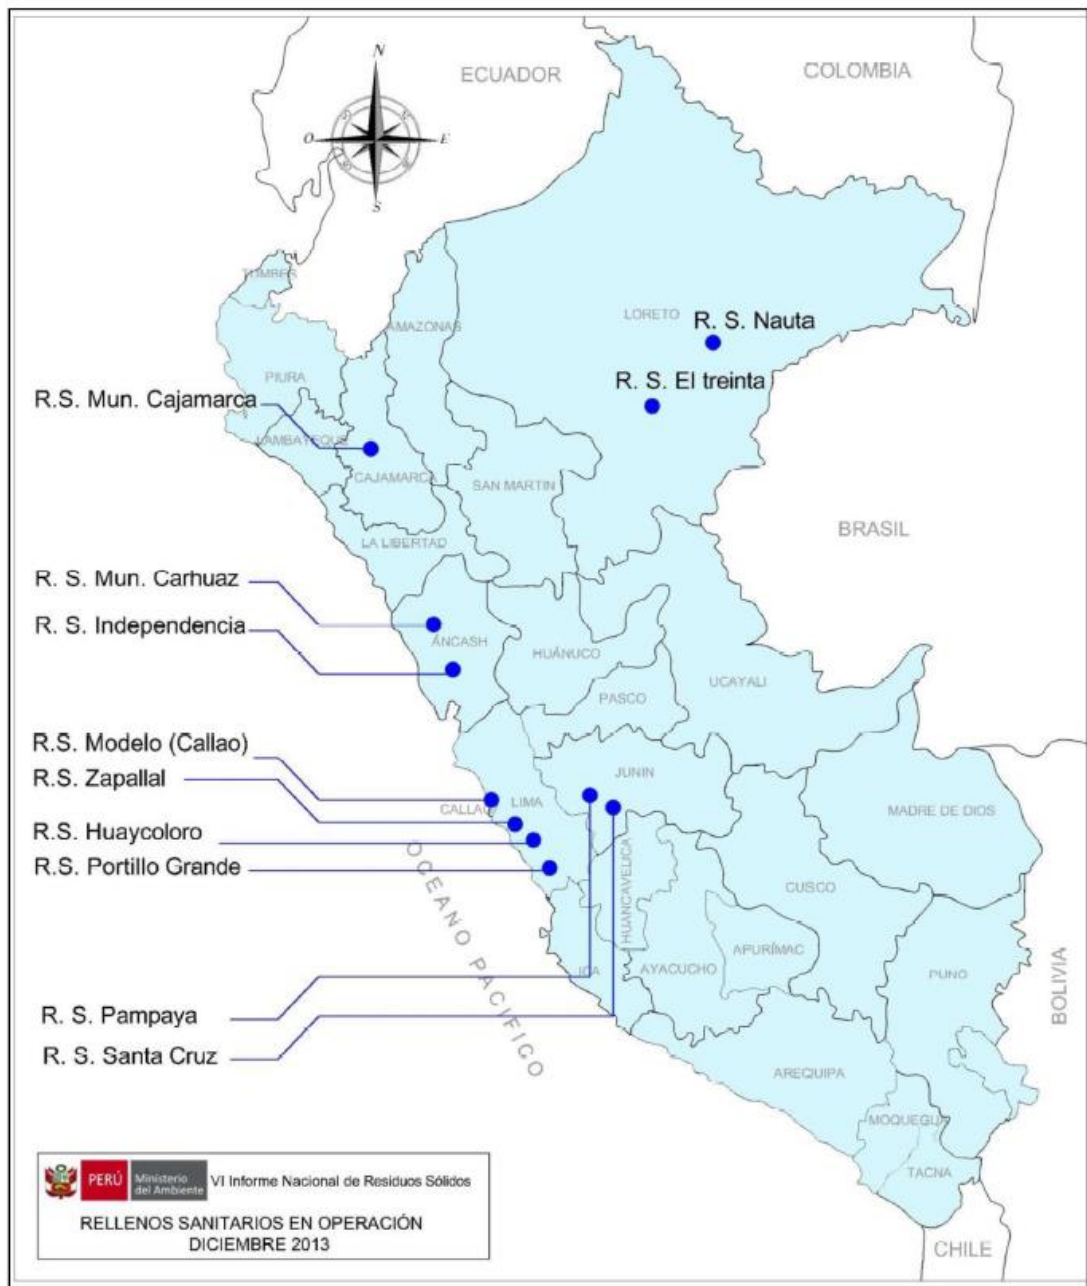 N
ECUADOR
COLOMBIA
O
E
S
TUMBES
AMAZONAS
LORETO
R. S. Nauta
PIURA
R. S. El treinta
R.S. Mun. Cajamarca
LAMBAYEQUE
CAJAMARCA
SAN MARTIN
BRASIL
LA LIBERTAD
R. S. Mun. Carhuaz
R. S. Independencia
ÁNCASH
HUÁNUCO
UCAYALI
PASCO
R.S. Modelo (Callao)
R.S. Zapallal
JUNIN
CALLAO
LIMA
MADRE DE DIOS
R.S. Huaycoloro
R.S. Portillo Grande
OCEANO PACIFICO
HUANCAVELICA
CUSCO
APURÍMAC
ICA
AYACUCHO
PUNO
BOLIVIA
R. S. Pampaya
R. S. Santa Cruz
AREQUIPA
MOQUEGUA
TACNA
PERÚ
Ministerio
del Ambiente
VI Informe Nacional de Residuos Sólidos
RELLENOS SANITARIOS EN OPERACIÓN
DICIEMBRE 2013
CHILE